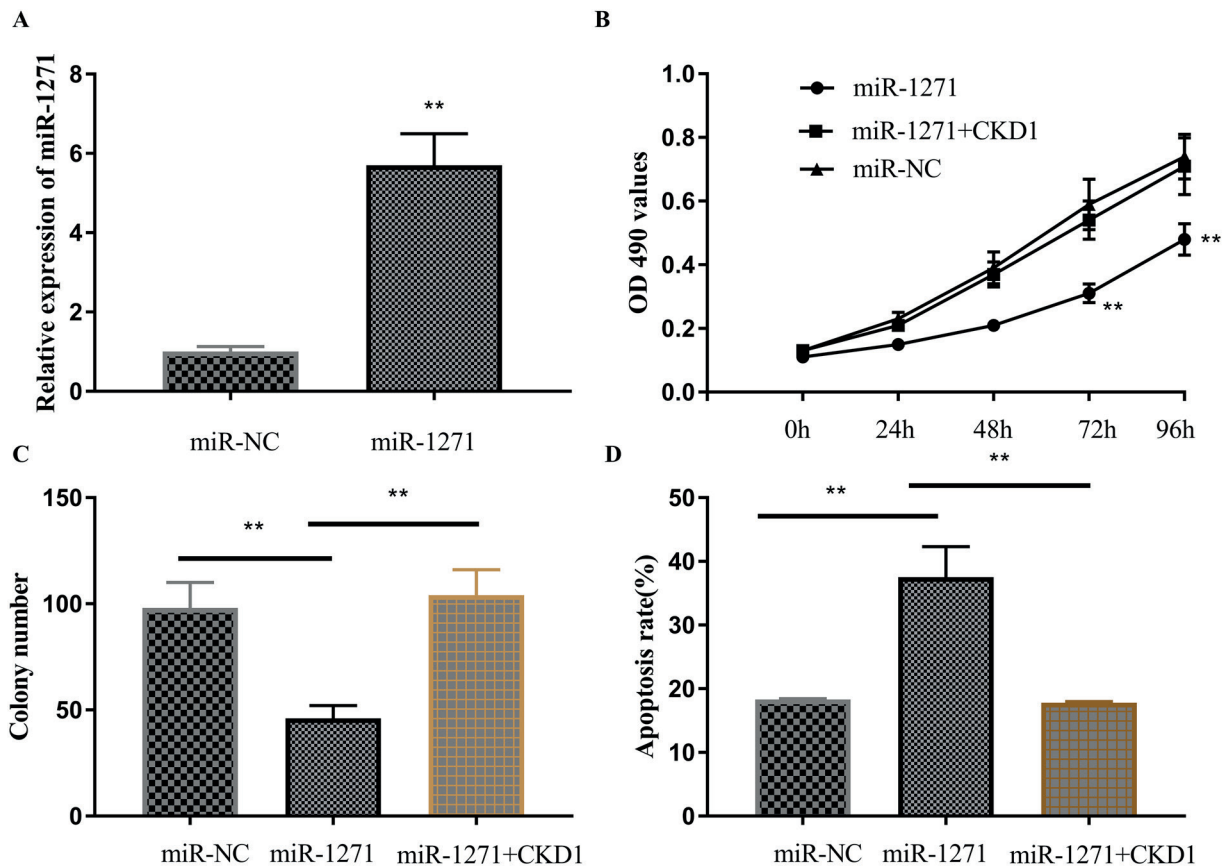 A
Relative expression of miR-1271
8
6
4
2
0
**
miR-NC
miR-1271
B
OD 490 values
1.0
0.8
0.6
0.4
0.2
0.0
miR-1271
miR-1271+CKD1
miR-NC
**
**
0h
24h
48h
72h
96h
C
Colony number
150
100
50
0
**
**
miR-NC
miR-1271
miR-1271+CKD1
D
Apoptosis rate(%)
50
40
30
20
10
0
**
**
miR-NC
miR-1271
miR-1271+CKD1